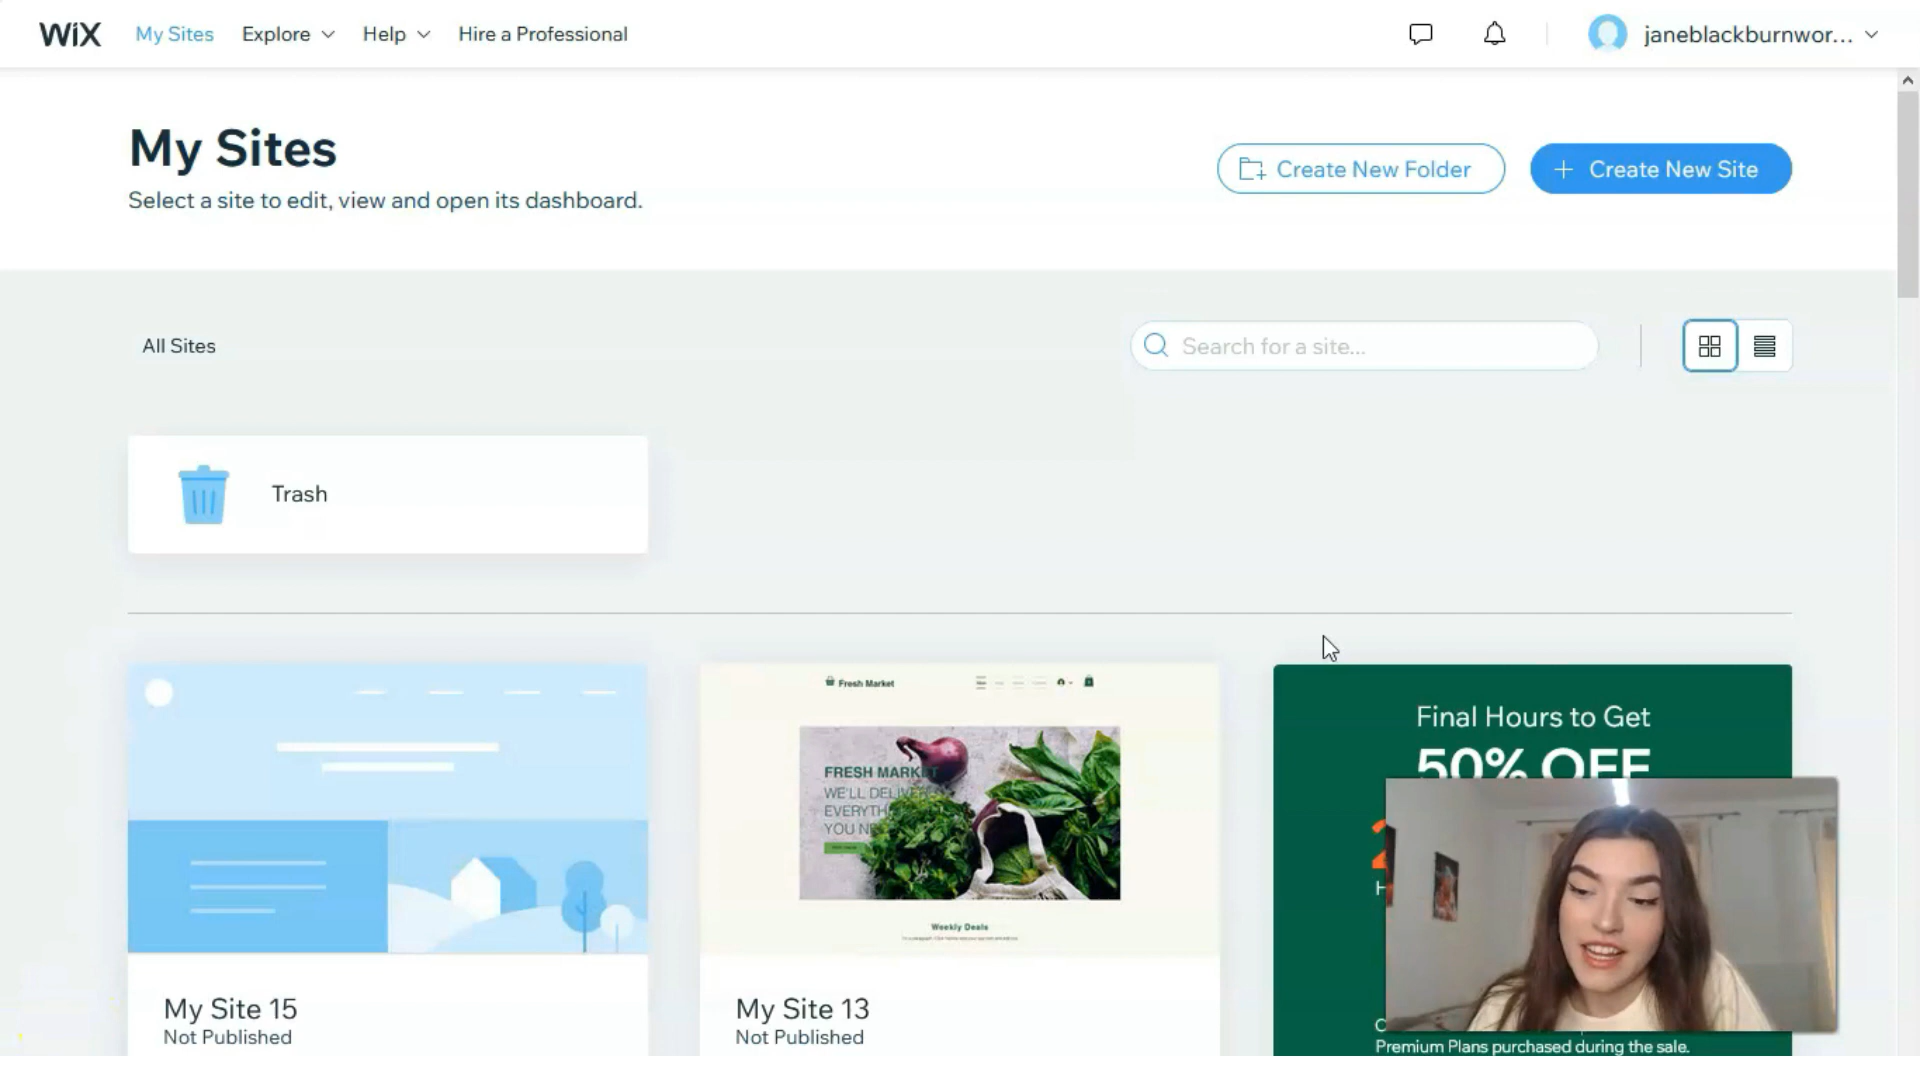 WiX My Sites Explore Help Hire a Professional janeblackburnwor...
My Sites
Select a site to edit, view and open its dashboard.
Create New Folder
+ Create New Site
All Sites
Search for a site...
Trash
Fresh Market
FRESH MARKET
WE'LL DELIVER
EVERYTH
YOU NE
Weekly Deals
Final Hours to Get
50% OFF
My Site 15
Not Published
My Site 13
Not Published
Premium Plans purchased during the sale.